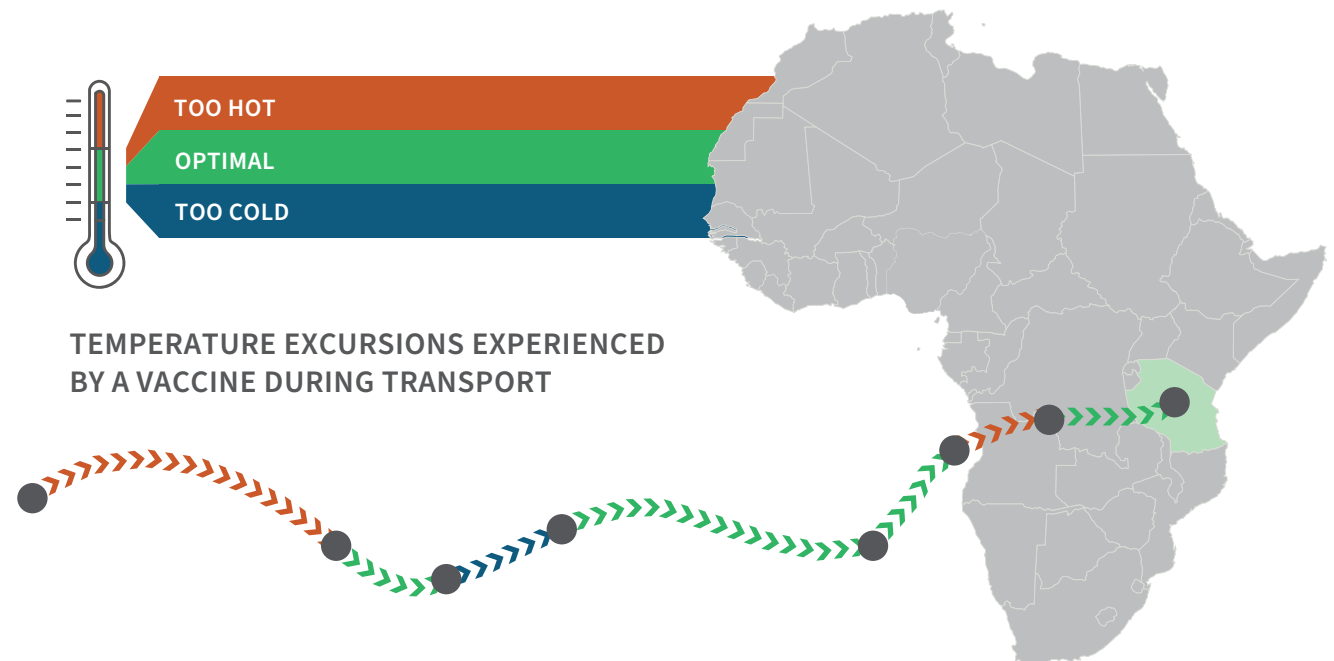 TOO HOT
OPTIMAL
TOO COLD
TEMPERATURE EXCURSIONS EXPERIENCED
BY A VACCINE DURING TRANSPORT